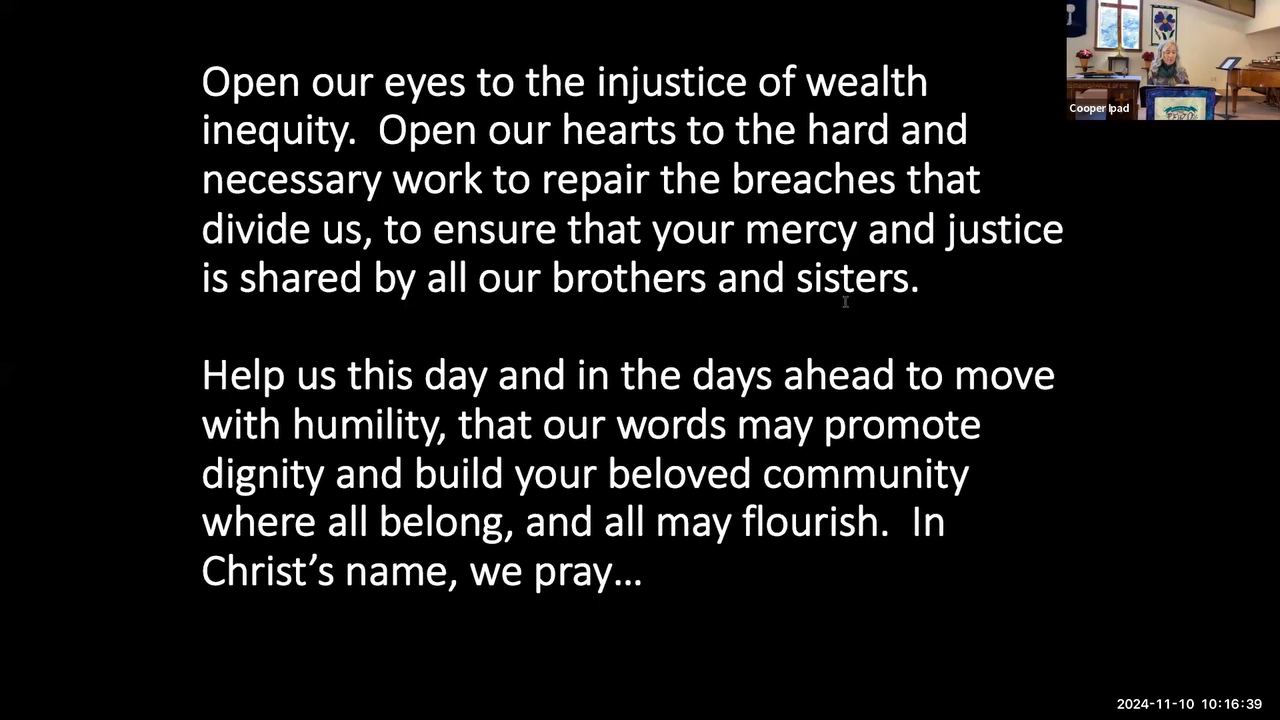 Open our eyes to the injustice of wealth
inequity.  Open our hearts to the hard and
necessary work to repair the breaches that
divide us, to ensure that your mercy and justice
is shared by all our brothers and sisters.
Help us this day and in the days ahead to move
with humility, that our words may promote
dignity and build your beloved community
where all belong, and all may flourish.  In
Christ’s name, we pray...
Cooper Ipad
2024-11-10 10:16:39